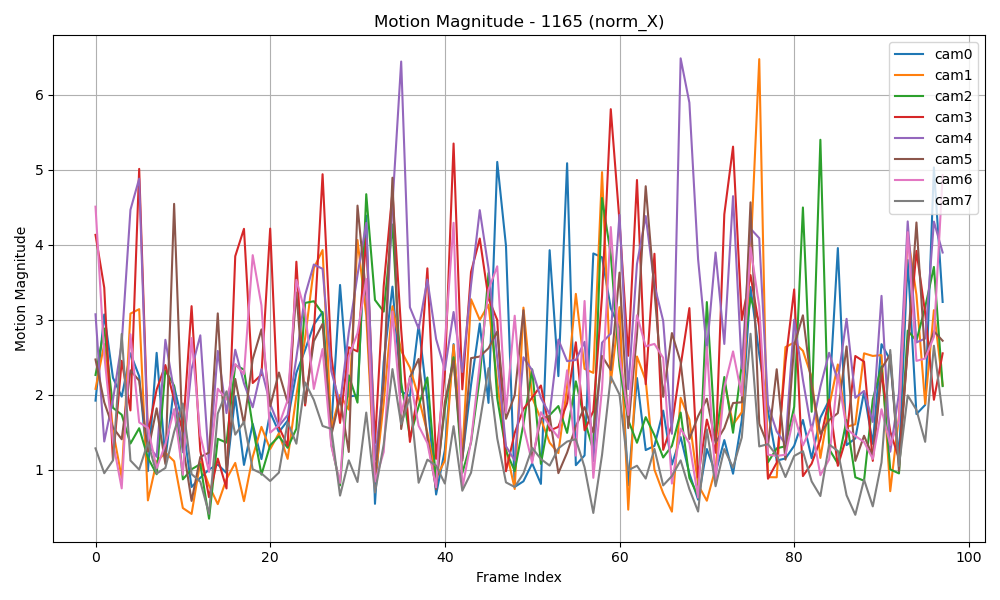 Motion Magnitude - 1165 (norm_X)
cam0
cam1
cam2
cam3
cam4
cam5
cam6
cam7
Motion Magnitude
6
5
4
3
2
1
0
20
40
60
80
100
Frame Index